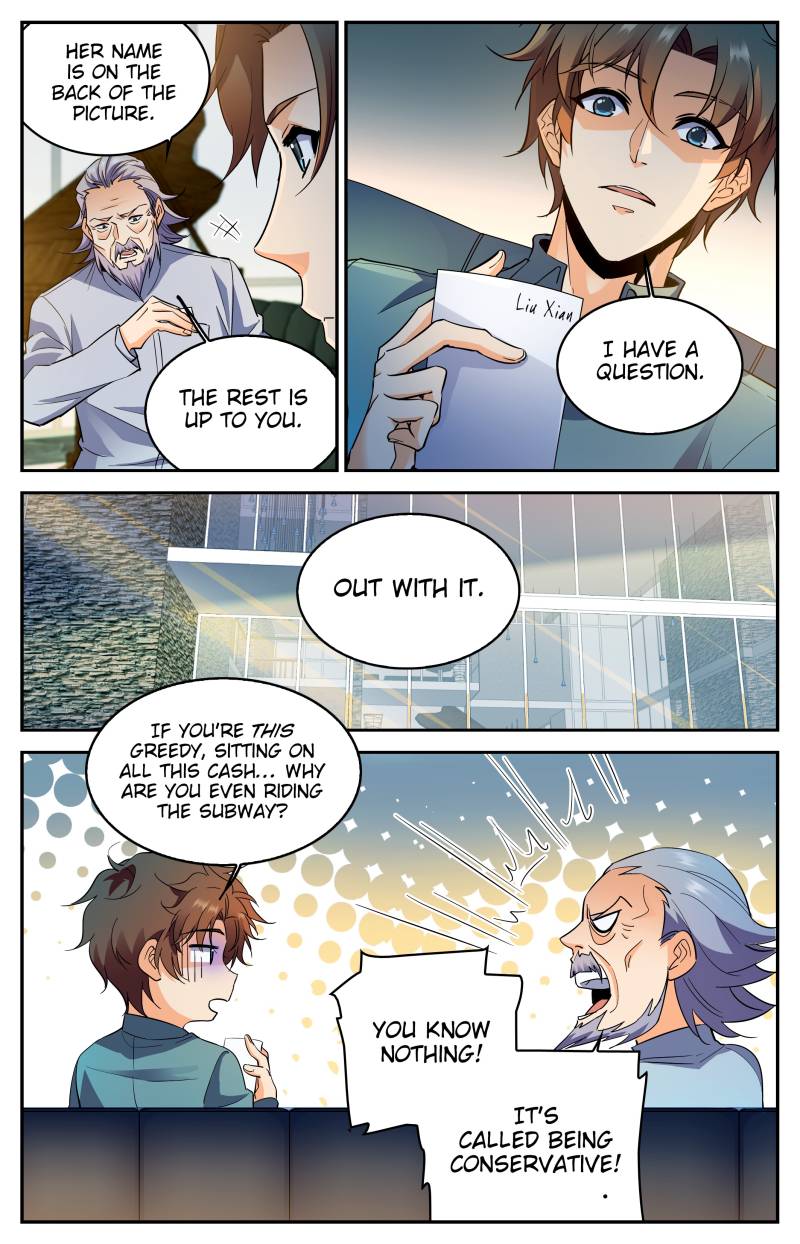 HER NAME
IS ON THE
BACK OF THE
PICTURE.
THE REST IS
UP TO YOU.
Liu Xian
I HAVE A
QUESTION.
OUT WITH IT.
IF YOU'RE THIS
GREEDY, SITTING ON
ALL THIS CASH... WHY
ARE YOU EVEN RIDING
THE SUBWAY?
YOU KNOW
NOTHING!
IT'S
CALLED BEING
CONSERVATIVE!
.